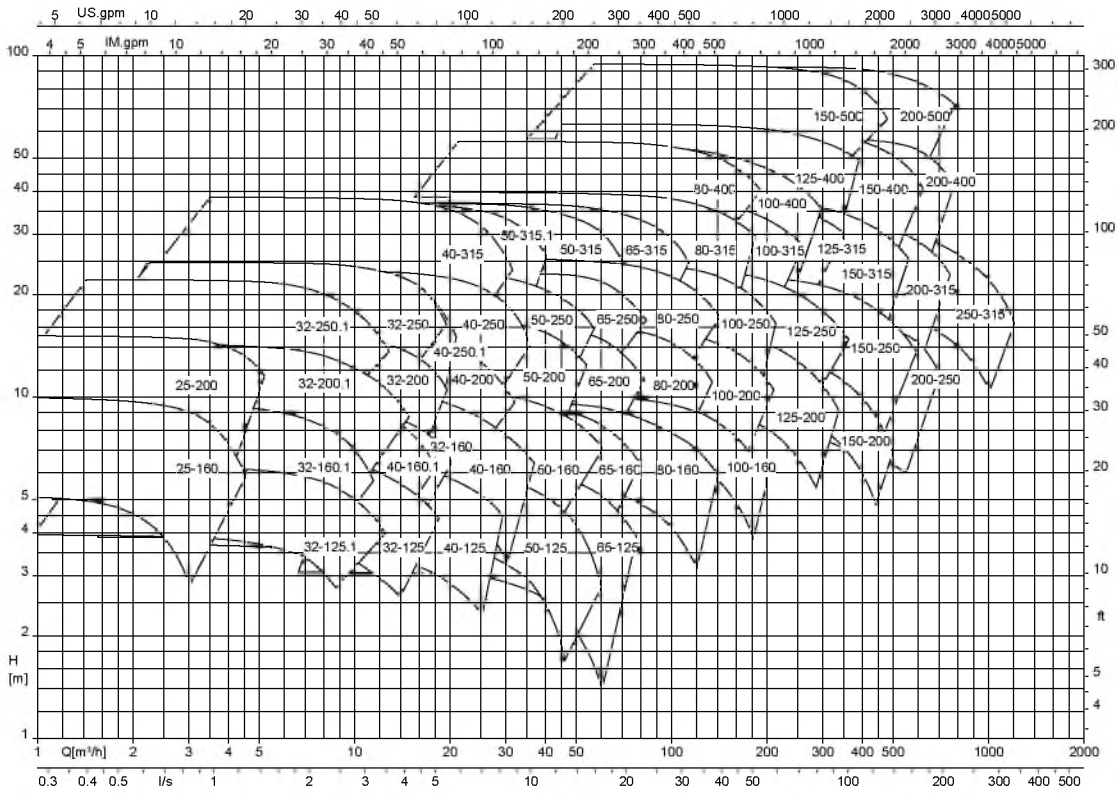 5 US.gpm 10 20 30 40 50 100 200 300 400 500 1000 2000 3000 4000 5000
4 5 IM.gpm 10 20 30 40 50 100 200 300 400 500 1000 2000 3000 4000 5000
100 300
150-500 200-500
200
50
125-400 200-400
40 80-400 150-400
100-400
30 50-315.1 100
40-315 50-315 65-315 80-315 100-315 125-315
150-315
20 200-315
250-315
32-250.1 32-250 40-250 50-250 65-250 80-250 100-250 50
125-250
40-250.1 150-250
25-200 32-200.1 32-200 40-200 50-200 65-200 80-200 200-250
10 100-200
125-200
32-160 150-200
25-160 32-160.1 40-160.1 40-160 50-160 65-160 80-160 100-160 20
5
4
32-125.1 32-125 40-125 50-125 65-125
3 10
ft
2
H
[m] 5
4
1
1 Q[m³/h] 2 3 4 5 10 20 30 40 50 100 200 300 400 500 1000 2000
0.3 0.4 0.5 l/s 1 2 3 4 5 10 20 30 40 50 100 200 300 400 500